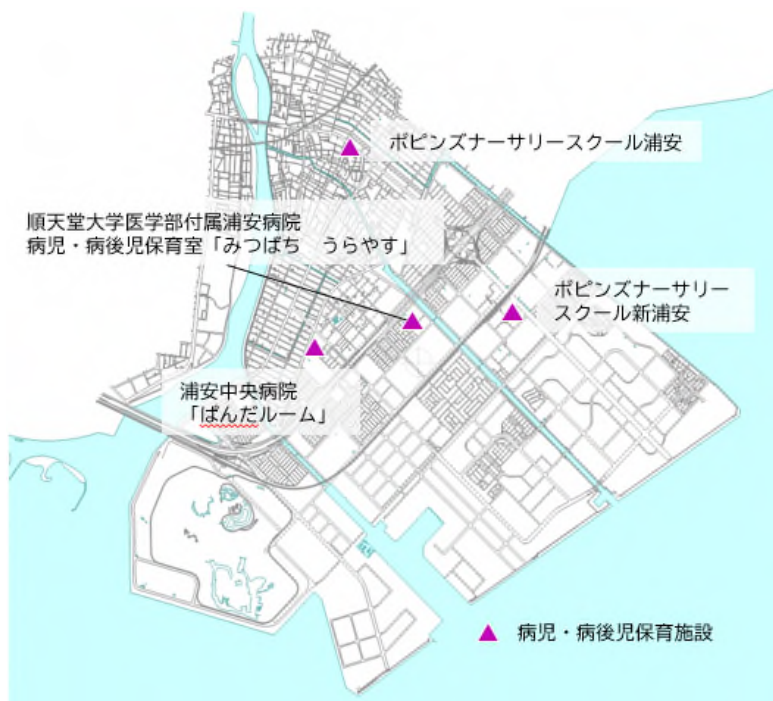 ポピンズナーサリースクール浦安
順天堂大学医学部付属浦安病院
病児・病後児保育室「みつばち　うらやす」
ポピンズナーサリー
スクール新浦安
浦安中央病院
「ぱんだルーム」
病児・病後児保育施設